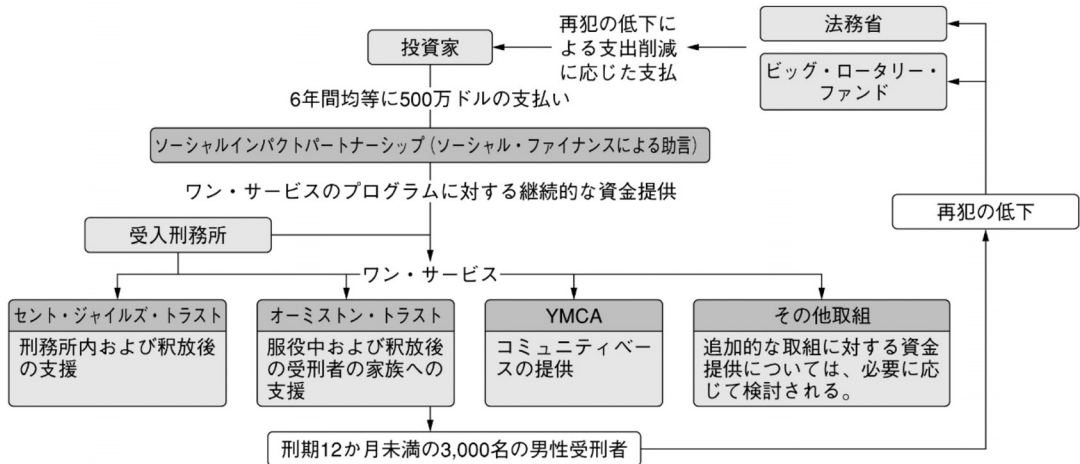 投資家
再犯の低下に
よる支出削減
に応じた支払
法務省
ビッグ・ロータリー・
ファンド
6年間均等に500万ドルの支払い
ソーシャルインパクトパートナーシップ（ソーシャル・ファイナンスによる助言）
ワン・サービスのプログラムに対する継続的な資金提供
再犯の低下
受入刑務所
ワン・サービス
セント・ジャイルズ・トラスト
刑務所内および釈放後
の支援
オーミストン・トラスト
服役中および釈放後
の受刑者の家族への
支援
YMCA
コミュニティベー
スの提供
その他取組
追加的な取組に対する資金
提供については、必要に応
じて検討される。
刑期12か月未満の3,000名の男性受刑者